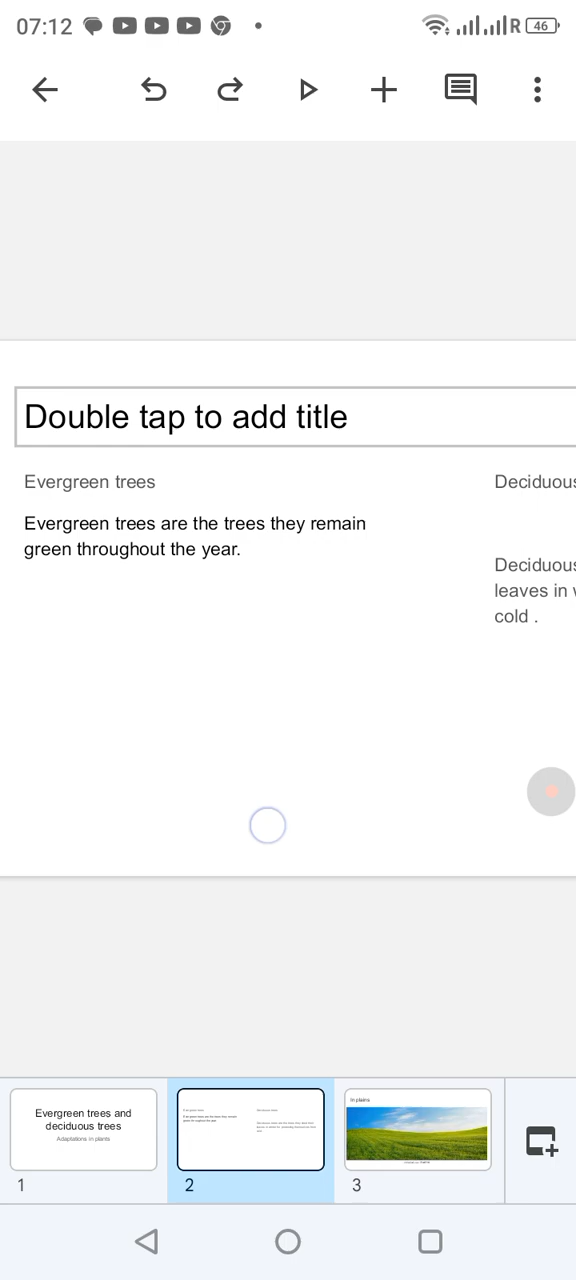 07:12
R
46
Double tap to add title
Evergreen trees
Evergreen trees are the trees they remain
green throughout the year.
Deciduous
Deciduous
leaves in w
cold .
Evergreen trees and
deciduous trees
Adaptations in plants
1
2
In plains
3